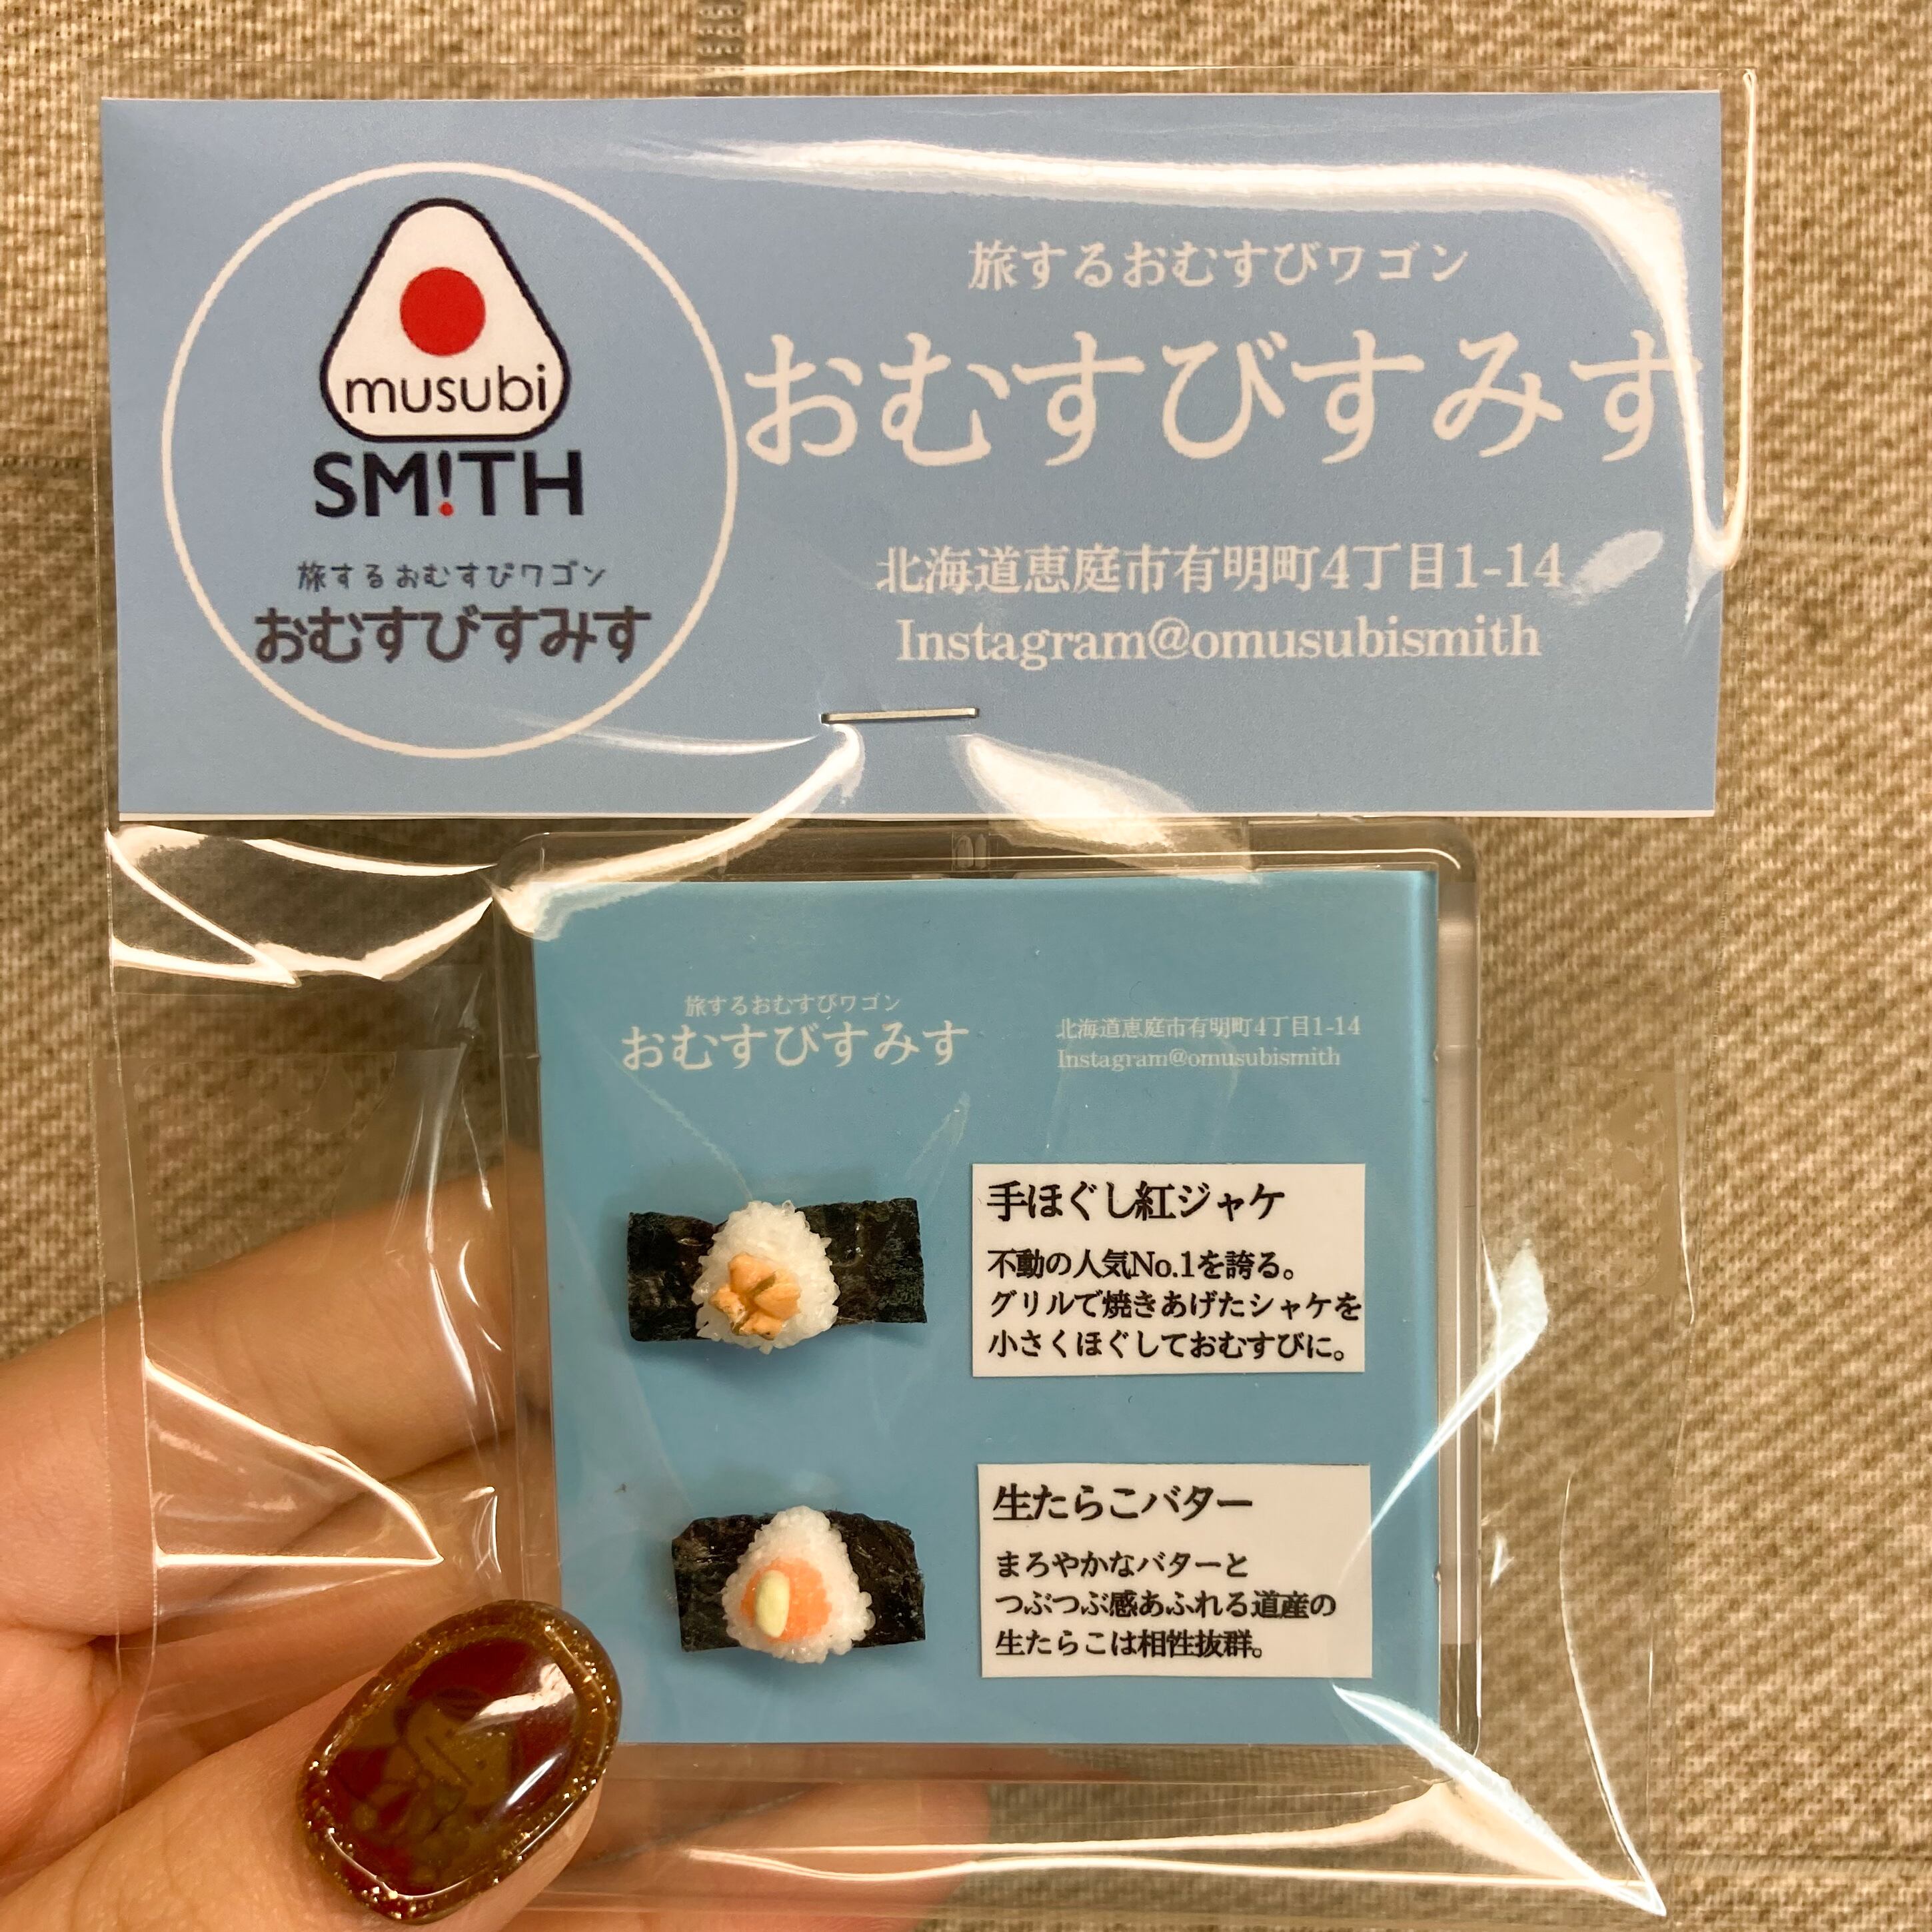 musubi
SM!TH
旅するおむすびワゴン
おむすびすみす
旅するおむすびワゴン
おむすびすみす
北海道恵庭市有明町4丁目1-14
Instagram@omusubismith
旅するおむすびワゴン
おむすびすみす
北海道恵庭市有明町4丁目1-14
Instagram@omusubismith
手ほぐし紅ジャケ
不動の人気No.1を誇る。
グリルで焼きあげたシャケを
小さくほぐしておむすびに。
生たらこバター
まろやかなバターと
つぶつぶ感あふれる道産の
生たらこは相性抜群。